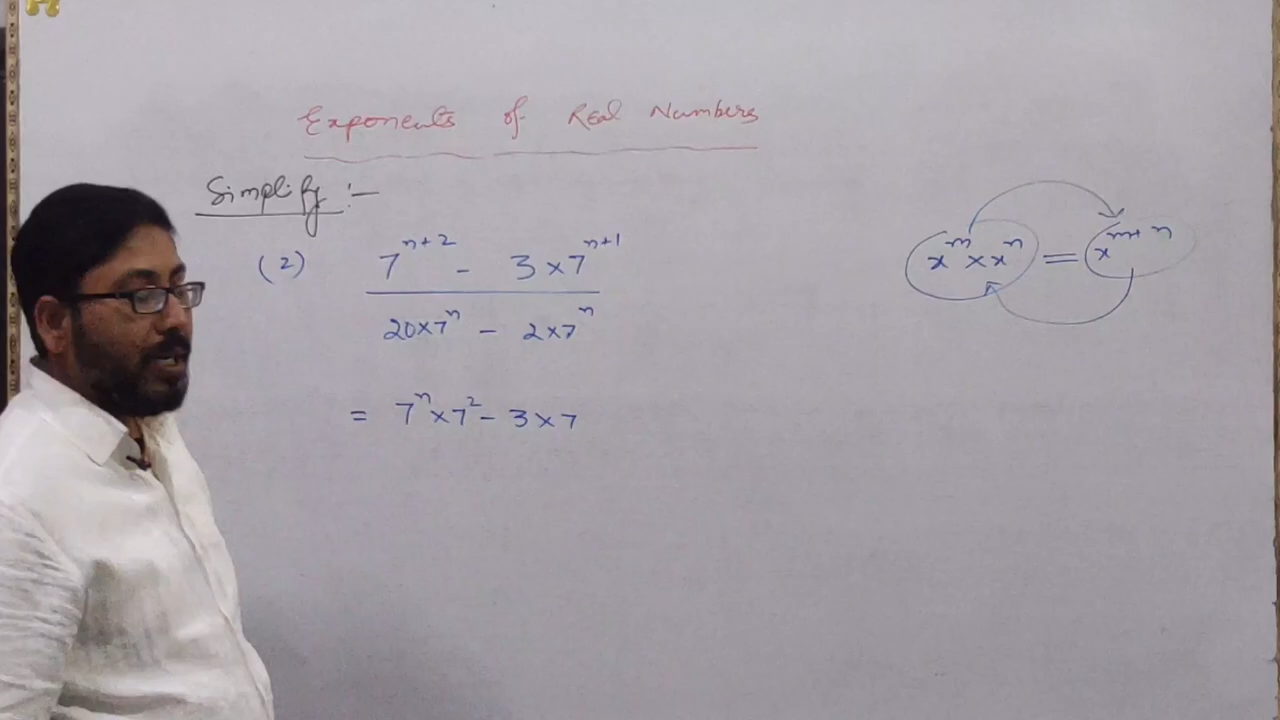 Exponents of Real Numbers
Simplify :-
(2) 7^{n+2} - 3 × 7^{n+1}
20×7^n - 2×7^n
= 7^n × 7^2 - 3 × 7
x^m × x^n = x^{m+n}